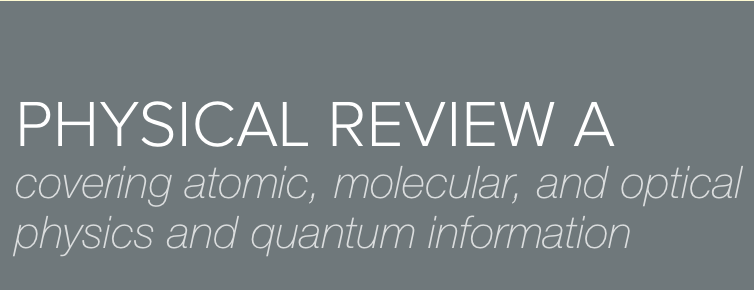 PHYSICAL REVIEW A
covering atomic, molecular, and optical
physics and quantum information